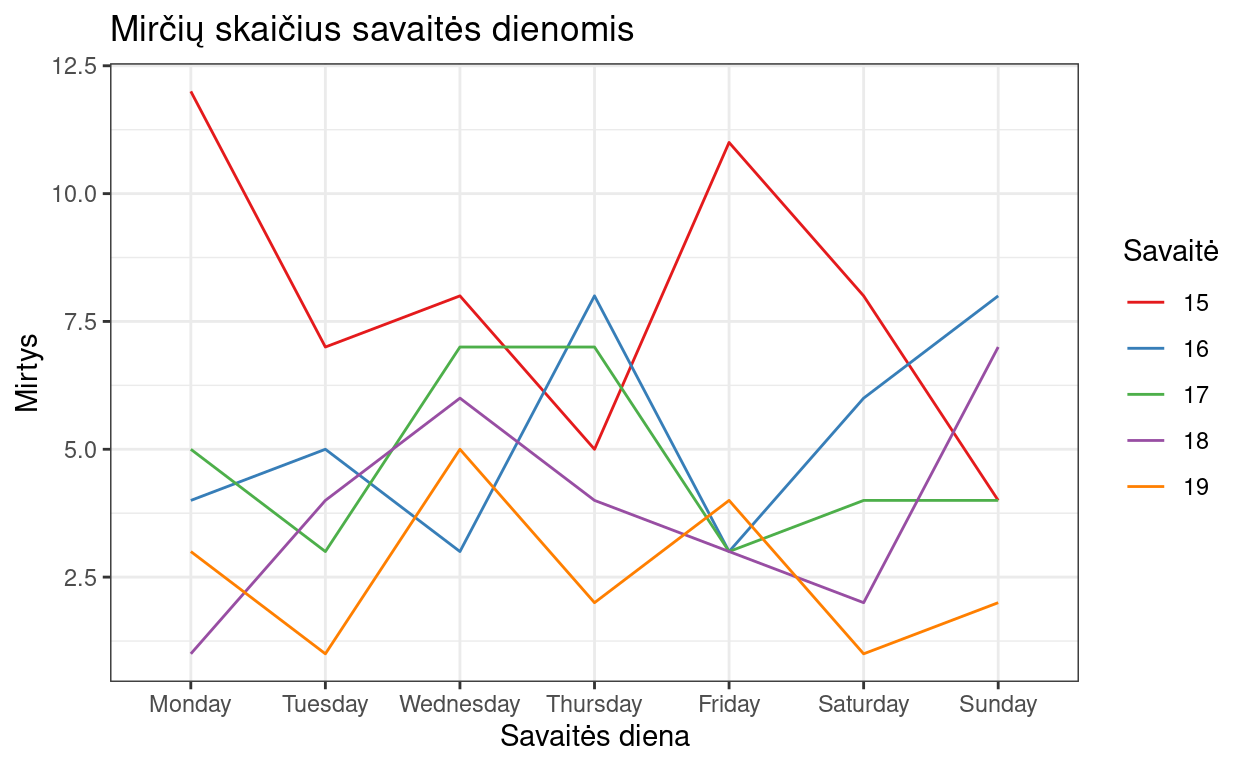 Mirčių skaičius savaitės dienomis
12.5
10.0
7.5
5.0
2.5
Mirtys
Monday Tuesday Wednesday Thursday Friday Saturday Sunday
Savaitės diena
Savaitė
15
16
17
18
19